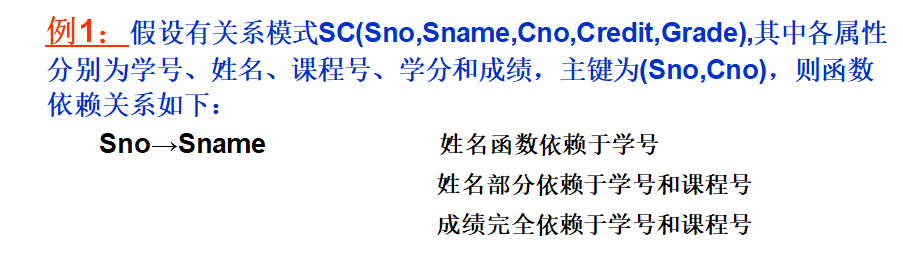 例1：假设有关系模式SC(Sno,Sname,Cno,Credit,Grade),其中各属性
分别为学号、姓名、课程号、学分和成绩，主键为(Sno,Cno)，则函数
依赖关系如下：
Sno→Sname 姓名函数依赖于学号
姓名部分依赖于学号和课程号
成绩完全依赖于学号和课程号